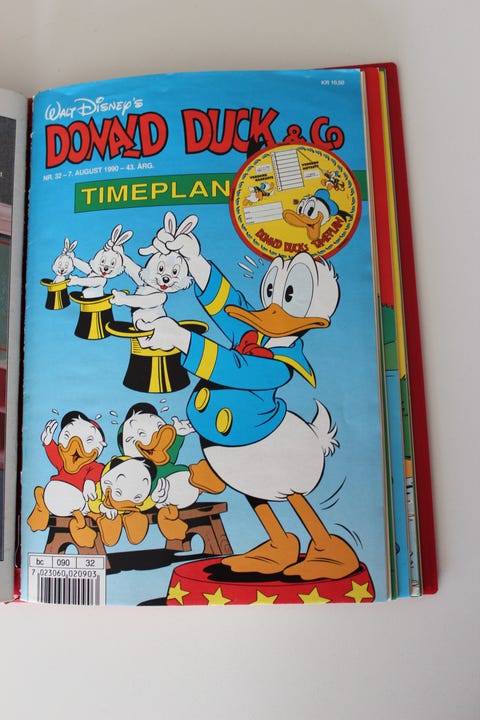 KR 16,50
WALT DISNEY'S
DONALD DUCK & Co
NR. 32 – 7. AUGUST 1990 – 43. ÅRG.
TIMEPLAN
DONALD DUCK's TIMEPLAN
bc 090 32
7 023060 020903